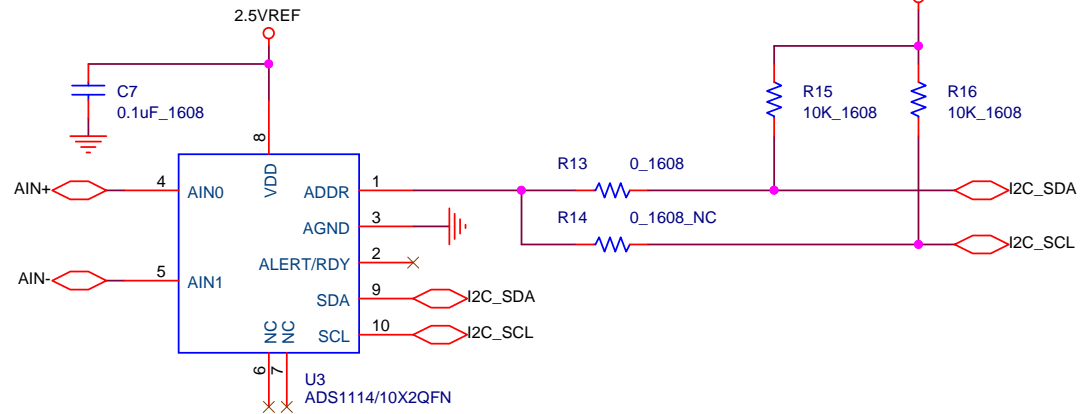 2.5VREF
C7
0.1uF_1608
R15
10K_1608
R16
10K_1608
8
VDD
R13 0_1608
AIN+ 4 AIN0
ADDR 1
I2C_SDA
R14 0_1608_NC
AGND 3
I2C_SCL
ALERT/RDY 2
AIN- 5 AIN1
SDA 9 I2C_SDA
SCL 10 I2C_SCL
NC
NC
6
7
U3
ADS1114/10X2QFN